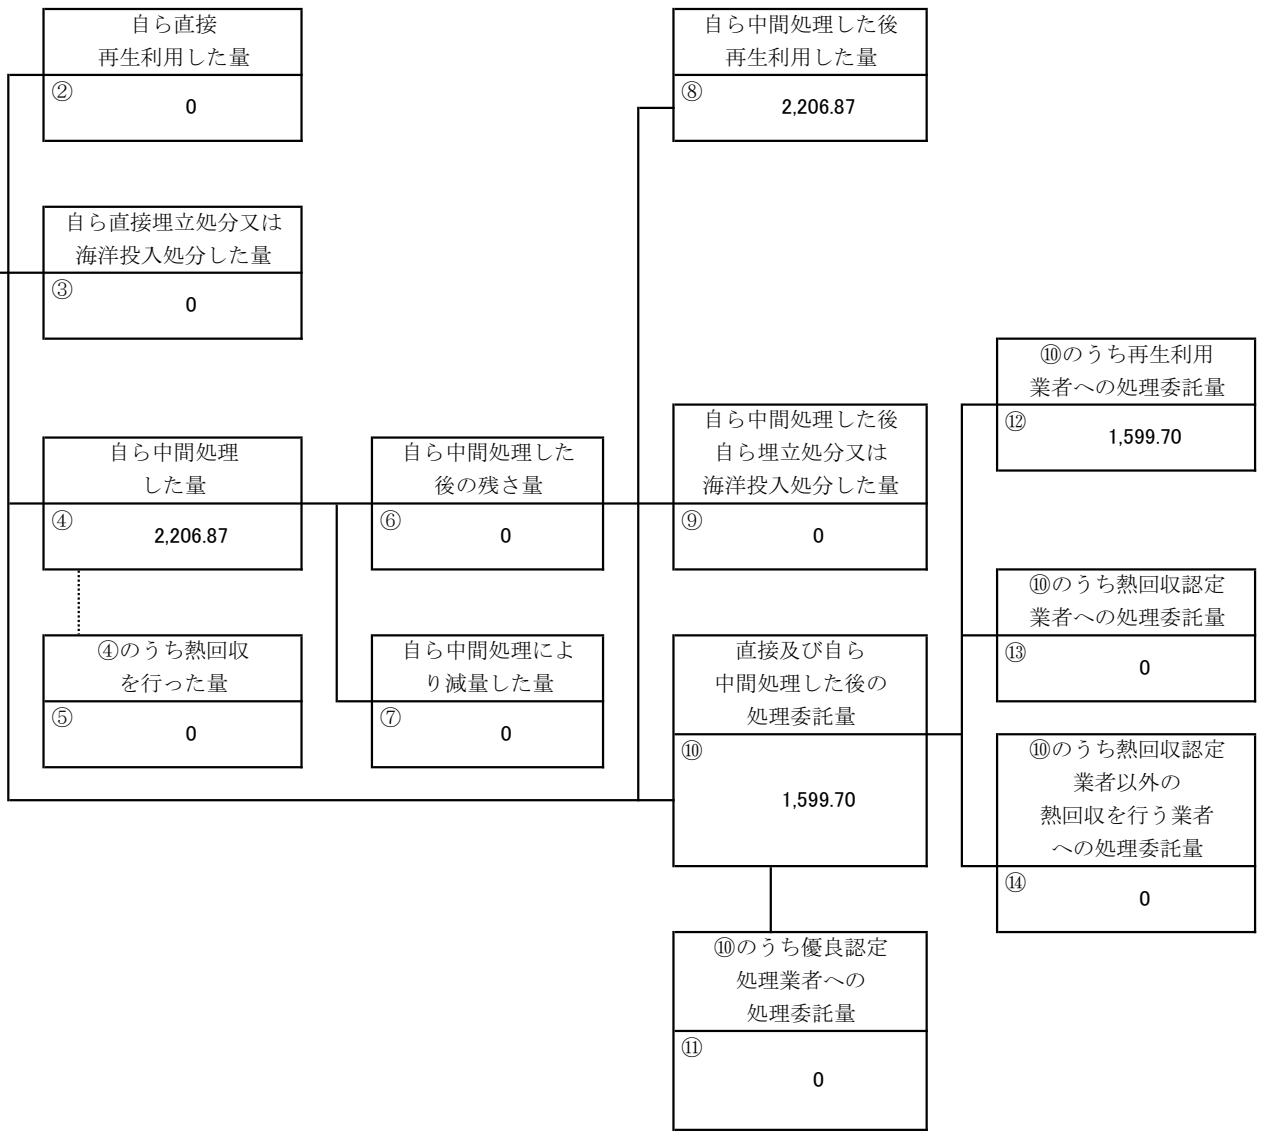 自ら直接
再生利用した量
②
0
自ら中間処理した後
再生利用した量
⑧
2,206.87
自ら直接埋立処分又は
海洋投入処分した量
③
0
⑩のうち再生利用
業者への処理委託量
⑫
1,599.70
自ら中間処理
した量
④
2,206.87
自ら中間処理した
後の残さ量
⑥
0
自ら中間処理した後
自ら埋立処分又は
海洋投入処分した量
⑨
0
⑩のうち熱回収認定
業者への処理委託量
⑬
0
④のうち熱回収
を行った量
⑤
0
自ら中間処理によ
り減量した量
⑦
0
直接及び自ら
中間処理した後の
処理委託量
⑩
1,599.70
⑩のうち熱回収認定
業者以外の
熱回収を行う業者
への処理委託量
⑭
0
⑩のうち優良認定
処理業者への
処理委託量
⑪
0